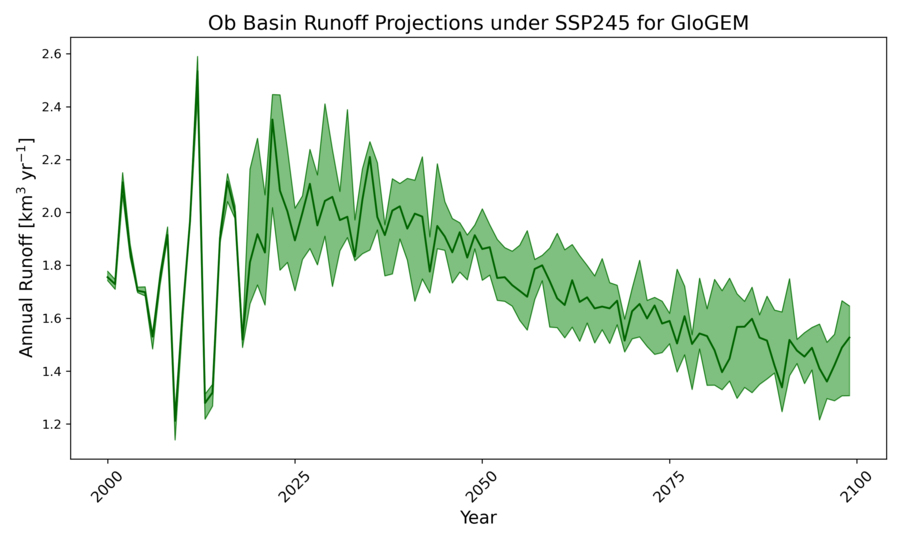 Ob Basin Runoff Projections under SSP245 for GloGEM
Annual Runoff [km³ yr⁻¹]
2.6
2.4
2.2
2.0
1.8
1.6
1.4
1.2
2000 2025 2050 2075 2100
Year